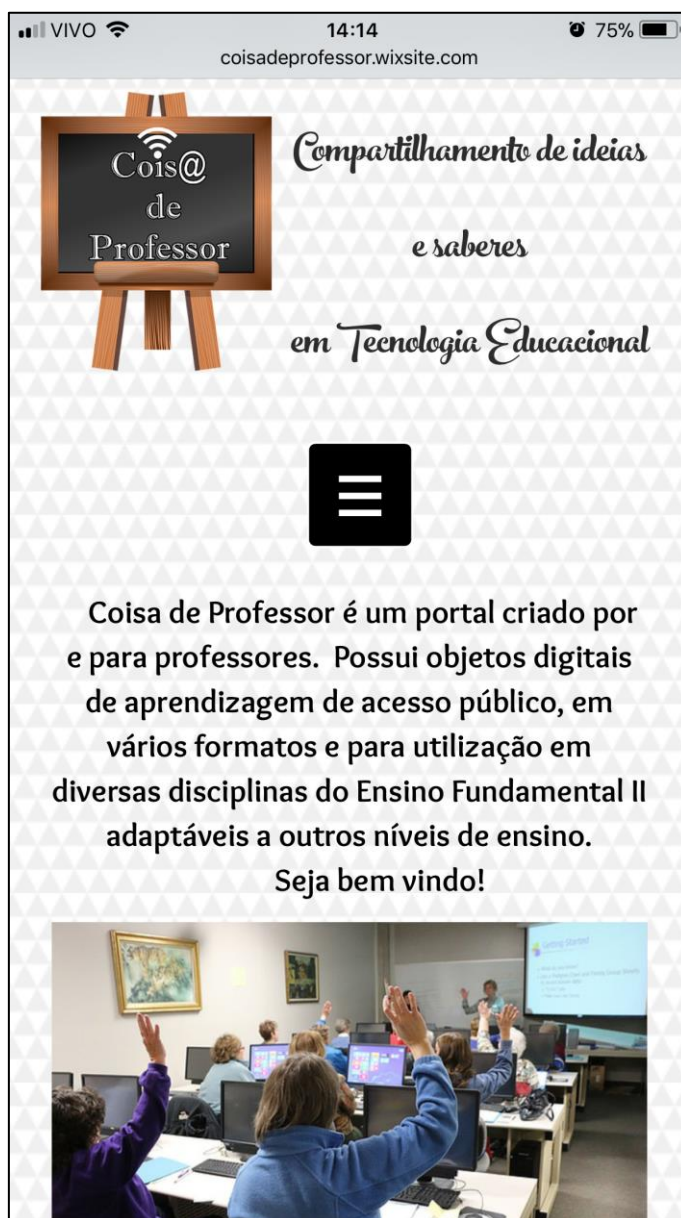 VIVO 14:14 75%
coisadeprofessor.wixsite.com
Cois@
de
Professor
Compartilhamento de ideias
e saberes
em Tecnologia Educacional
Coisa de Professor é um portal criado por
e para professores. Possui objetos digitais
de aprendizagem de acesso público, em
vários formatos e para utilização em
diversas disciplinas do Ensino Fundamental II
adaptáveis a outros níveis de ensino.
Seja bem vindo!
Getting Started